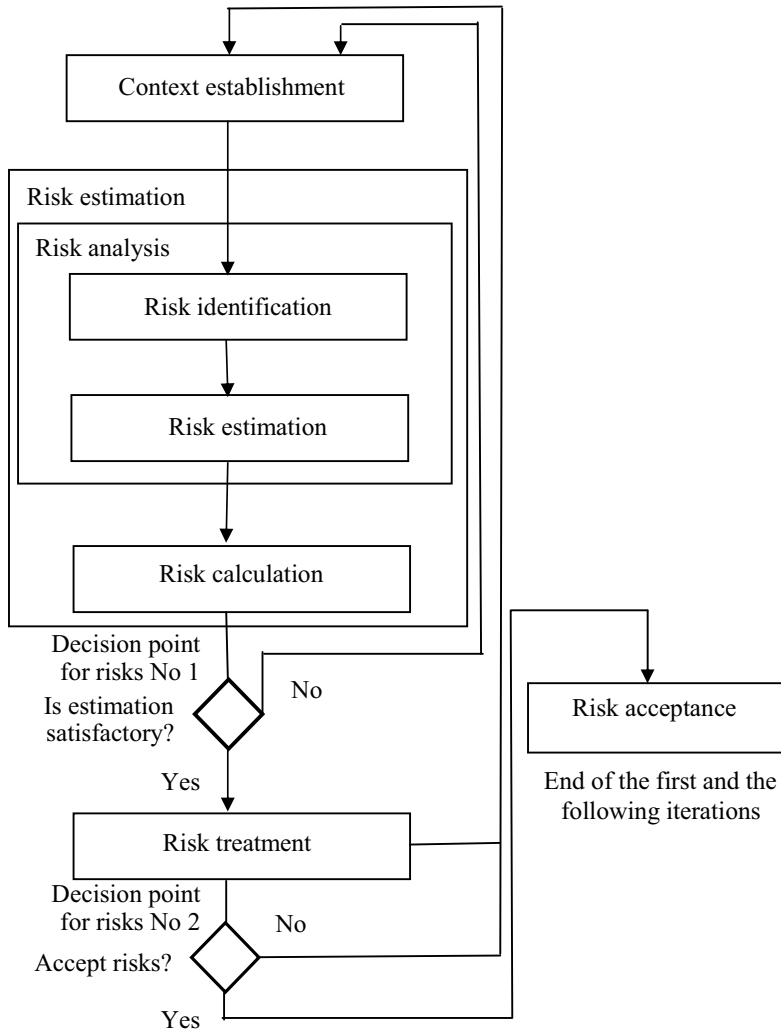 Context establishment
Risk estimation
Risk analysis
Risk identification
Risk estimation
Risk calculation
Decision point
for risks No 1
No
Is estimation
satisfactory?
Yes
Risk acceptance
End of the first and the
following iterations
Risk treatment
Decision point
for risks No 2
No
Accept risks?
Yes